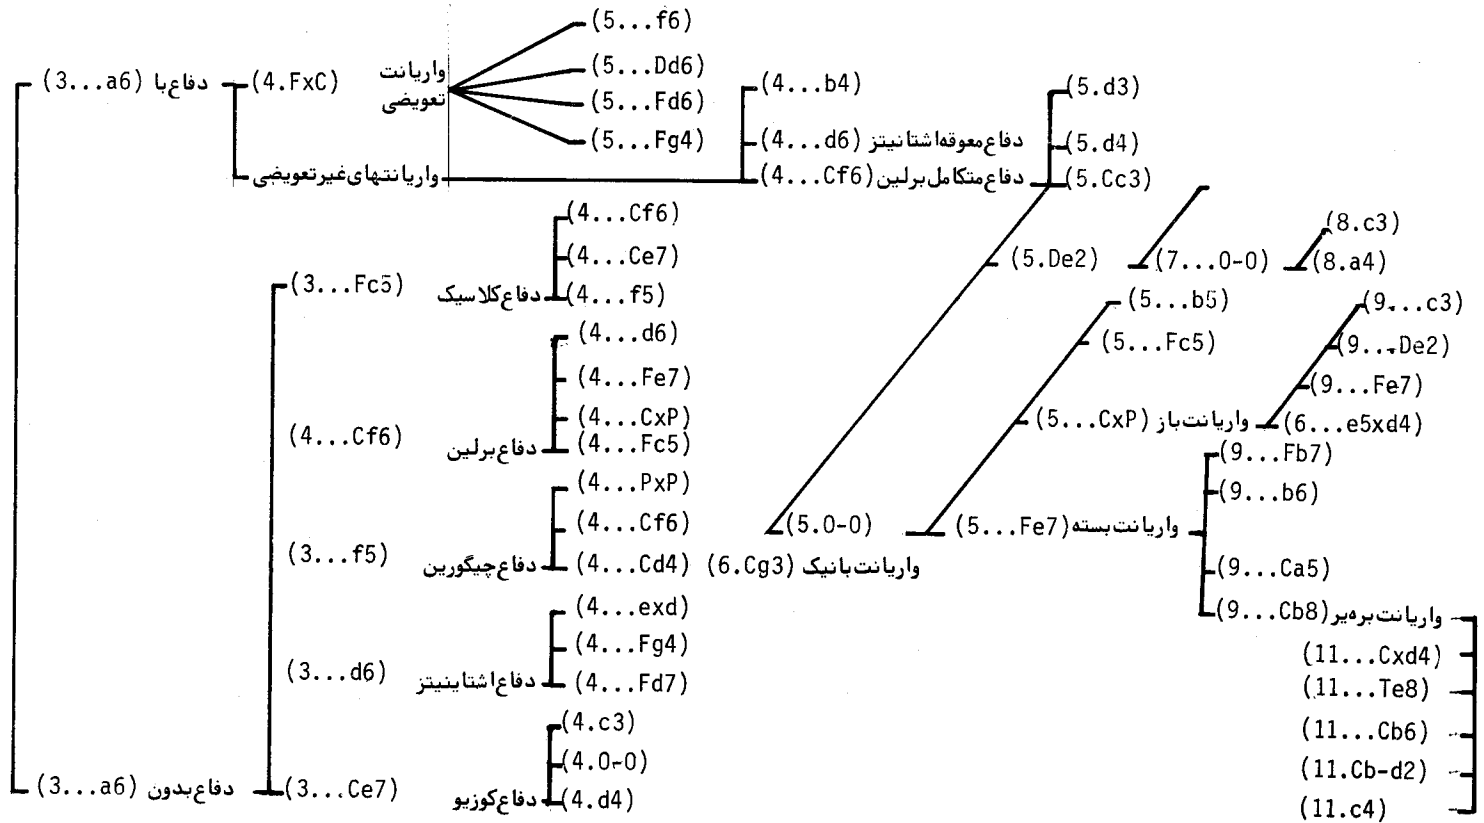 دفاع با (3...a6)
(4.FxC)
واریانت
تعویضی
(5...f6)
(5...Dd6)
(5...Fd6)
(5...Fg4)
واریانتهای غیرتعویضی
(4...b4)
دفاع معوقه اشتانیتز (4...d6)
دفاع متکامل برلین (4...Cf6)
(5.d3)
(5.d4)
(5.Cc3)
(5.De2)
(7...0-0)
(8.c3)
(8.a4)
(5...b5)
(5...Fc5)
واریانت باز (5...CxP)
(9...c3)
(9...De2)
(9...Fe7)
(6...e5xd4)
(5.0-0)
واریانت بسته (5...Fe7)
واریانت بانیک (6.Cg3)
(9...Fb7)
(9...b6)
(9...Ca5)
واریانت بره‌یر (9...Cb8)
(11...Cxd4)
(11...Te8)
(11...Cb6)
(11.Cb-d2)
(11.c4)
(3...Fc5)
دفاع کلاسیک
(4...Cf6)
(4...Ce7)
(4...f5)
(4...Cf6)
دفاع برلین
(4...d6)
(4...Fe7)
(4...CxP)
(4...Fc5)
(3...f5)
دفاع چیگورین
(4...PxP)
(4...Cf6)
(4...Cd4)
(3...d6)
دفاع اشتاینیتز
(4...exd)
(4...Fg4)
(4...Fd7)
دفاع بدون (3...a6)
(3...Ce7)
دفاع کوزیو
(4.c3)
(4.0-0)
(4.d4)